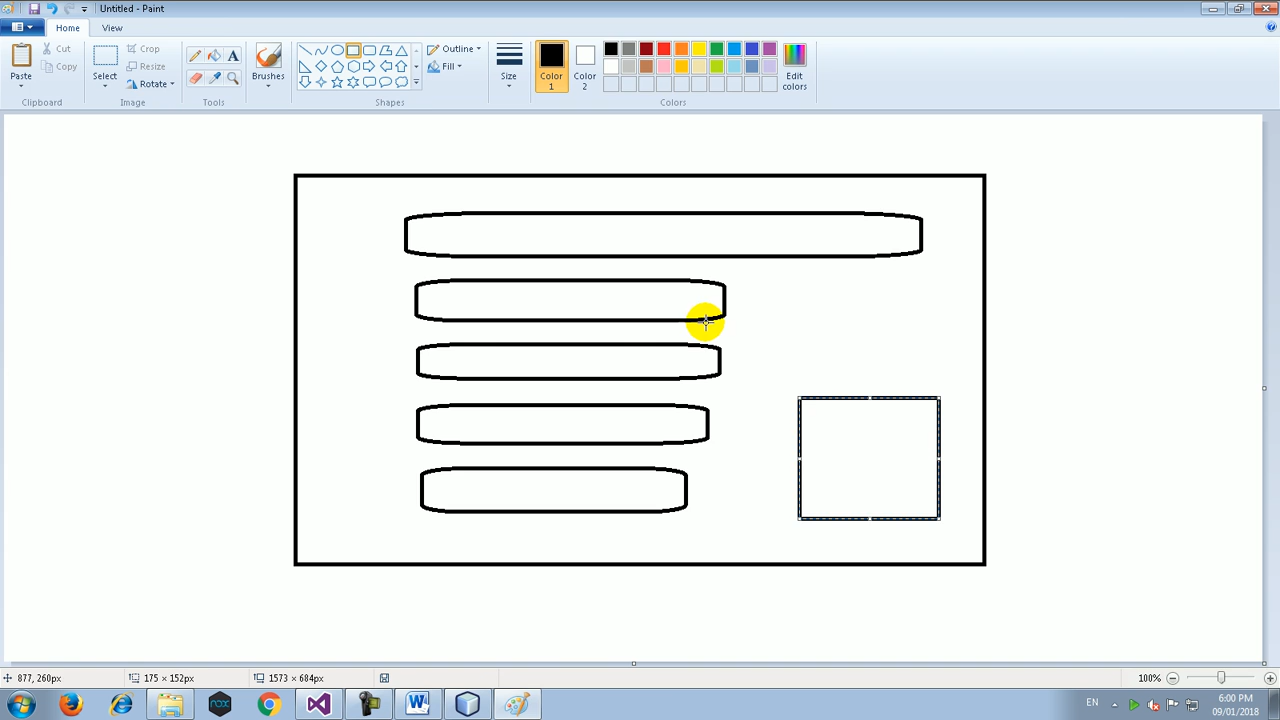 Untitled - Paint
Home
View
Paste
Cut
Copy
Clipboard
Select
Crop
Resize
Rotate
Image
A
Tools
Brushes
Outline
Fill
Shapes
Size
Color
1
Color
2
Edit
colors
Colors
877, 260px
175 × 152px
1573 × 684px
100%
nox
W
EN
6:00 PM
09/01/2018